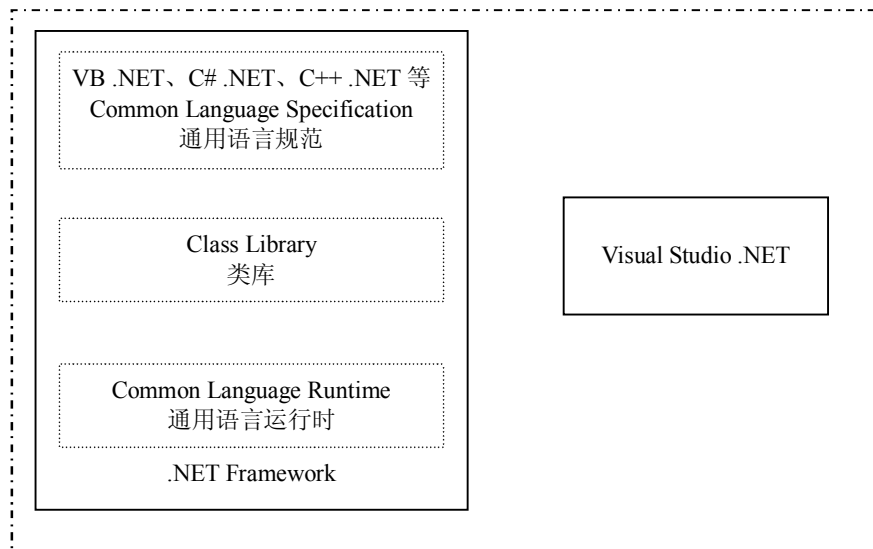 VB .NET、C# .NET、C++ .NET 等
Common Language Specification
通用语言规范
Class Library
类库
Common Language Runtime
通用语言运行时
.NET Framework
Visual Studio .NET